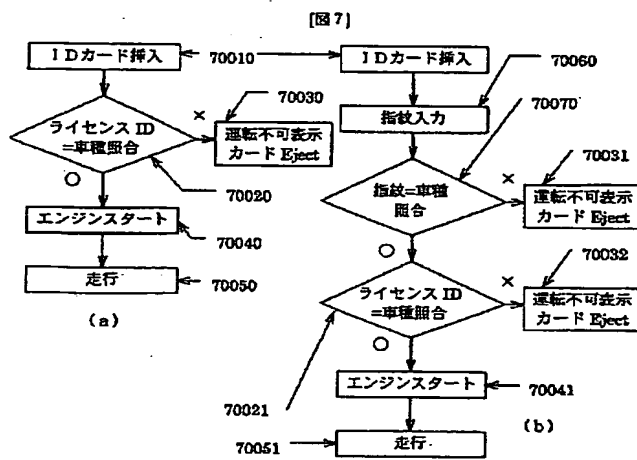 [図7]
IDカード挿入
70010
ライセンス ID
=車種照合
×
70030
運転不可表示
カード Eject
70020
○
エンジンスタート
70040
走行
70050
(a)
IDカード挿入
70060
指紋入力
70070
指紋=車種
照合
×
70031
運転不可表示
カード Eject
○
70032
ライセンス ID
=車種照合
×
運転不可表示
カード Eject
○
エンジンスタート
70041
70021
(b)
70051
走行